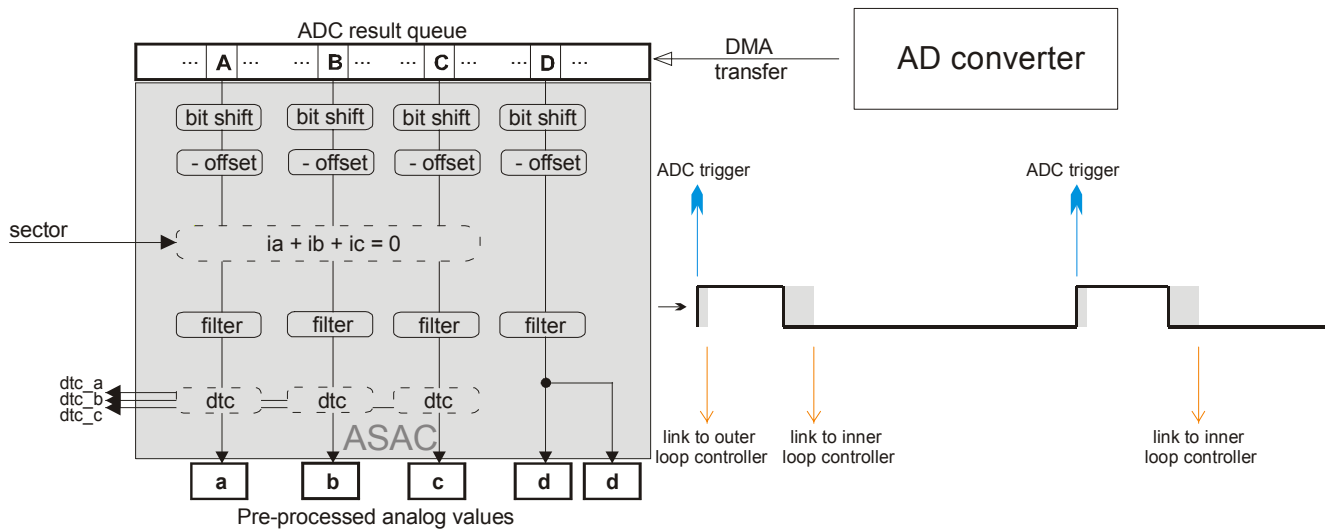 ADC result queue
··· A ··· ··· B ··· ··· C ··· ··· D ···
DMA
transfer
AD converter
bit shift bit shift bit shift bit shift
- offset - offset - offset - offset
ADC trigger
ADC trigger
sector
ia + ib + ic = 0
filter filter filter filter
dtc_a
dtc_b
dtc_c
dtc dtc dtc
ASAC
link to outer
loop controller
link to inner
loop controller
link to inner
loop controller
a b c d d
Pre-processed analog values